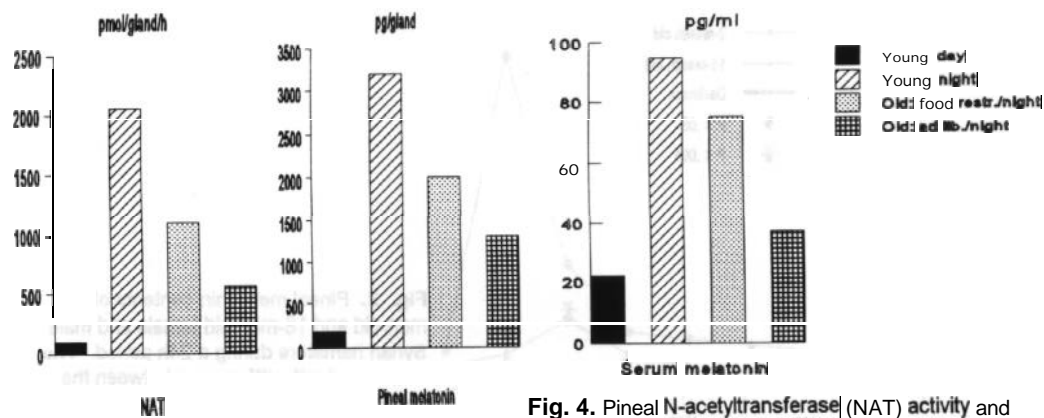 pmol/gland/h
2500
2000
1500
1000
500
0
NAT
pg/gland
3500
3000
2500
2000
1500
1000
500
0
Pineal melatonin
pg/ml
100
80
60
40
20
0
Serum melatonin
Young day
Young night
Old: food restr./night
Old: ad lib./night
Fig. 4. Pineal N-acetyltransferase (NAT) activity and